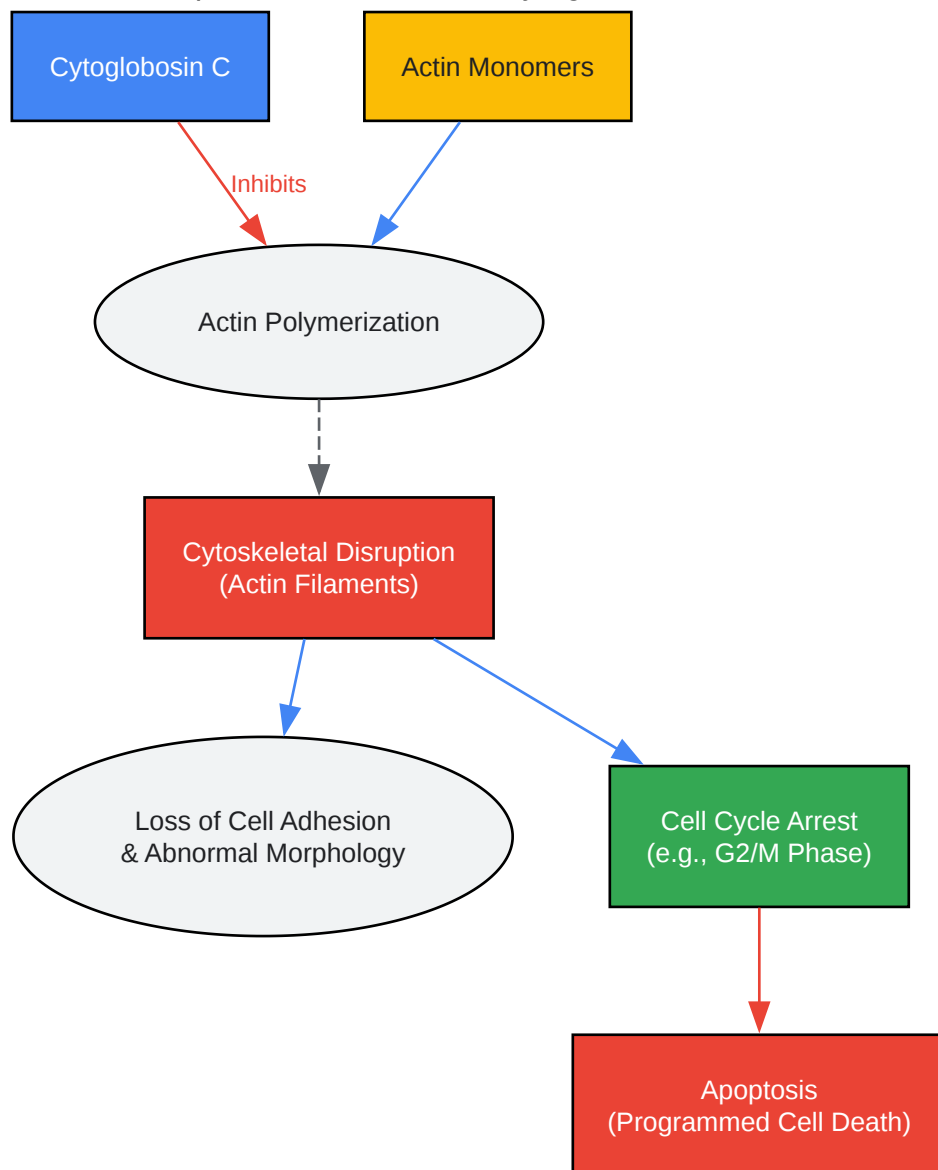 Cytoglobosin C
Actin Monomers
Inhibits
Actin Polymerization
Cytoskeletal Disruption
(Actin Filaments)
Loss of Cell Adhesion
& Abnormal Morphology
Cell Cycle Arrest
(e.g., G2/M Phase)
Apoptosis
(Programmed Cell Death)